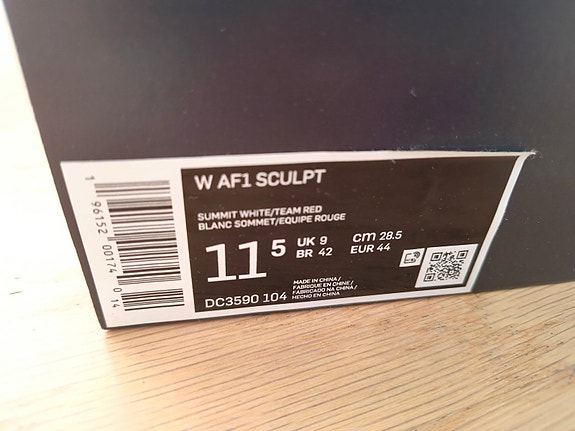 W AF1 SCULPT
SUMMIT WHITE/TEAM RED
BLANC SOMMET/EQUIPE ROUGE
11 5
UK 9
BR 42
cm 28.5
EUR 44
DC3590 104
MADE IN CHINA /
FABRIQUE EN CHINE /
FABRICADO NA CHINA /
HECHO EN CHINA
1 96152 00174 0 14